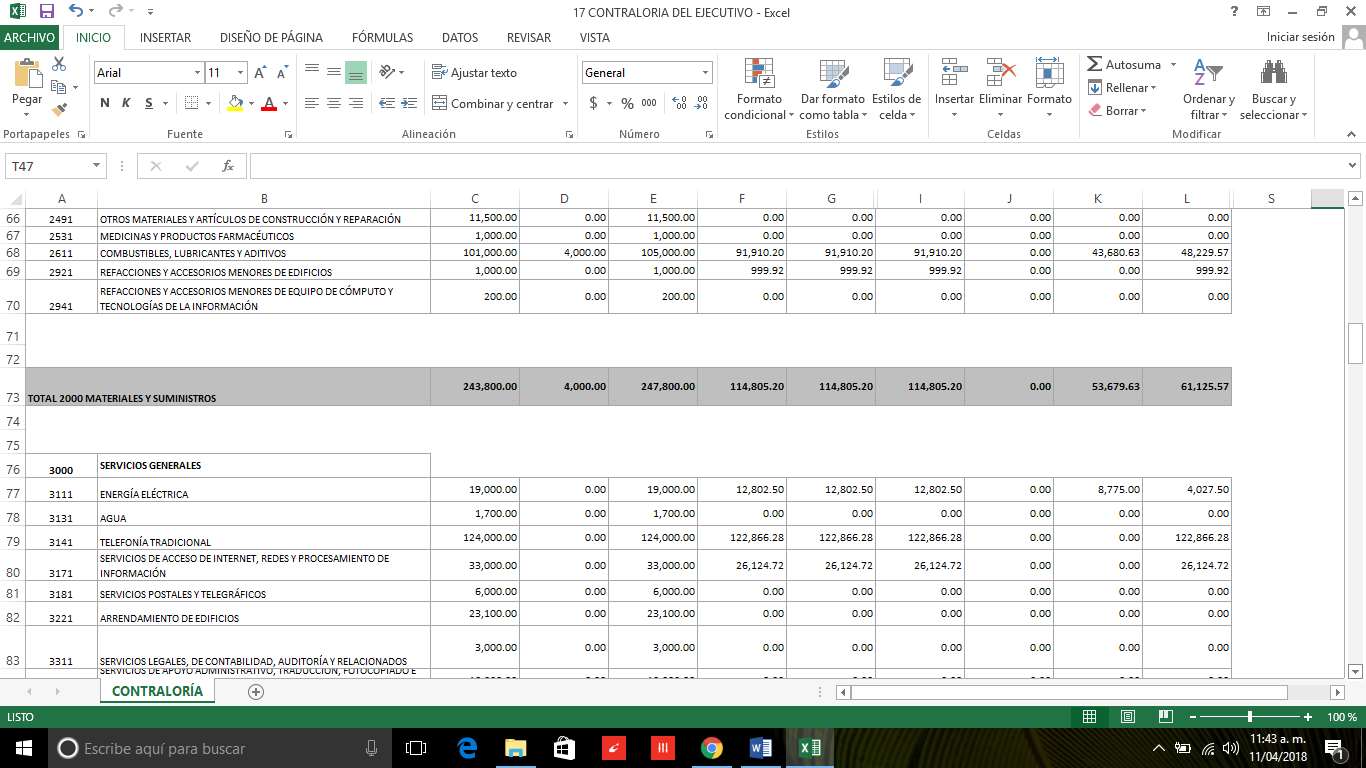 17 CONTRALORIA DEL EJECUTIVO - Excel
ARCHIVO INICIO INSERTAR DISEÑO DE PÁGINA FÓRMULAS DATOS REVISAR VISTA Iniciar sesión
Pegar Arial 11 Ajustar texto General Formato condicional Dar formato como tabla Estilos de celda Insertar Eliminar Formato Autosuma Rellenar Borrar Ordenar y filtrar Buscar y seleccionar
N K S Combinar y centrar $ % 000
Portapapeles Fuente Alineación Número Estilos Celdas Modificar
T47 fx
A B C D E F G I J K L S
66 2491 OTROS MATERIALES Y ARTÍCULOS DE CONSTRUCCIÓN Y REPARACIÓN 11,500.00 0.00 11,500.00 0.00 0.00 0.00 0.00 0.00 0.00
67 2531 MEDICINAS Y PRODUCTOS FARMACÉUTICOS 1,000.00 0.00 1,000.00 0.00 0.00 0.00 0.00 0.00 0.00
68 2611 COMBUSTIBLES, LUBRICANTES Y ADITIVOS 101,000.00 4,000.00 105,000.00 91,910.20 91,910.20 91,910.20 0.00 43,680.63 48,229.57
69 2921 REFACCIONES Y ACCESORIOS MENORES DE EDIFICIOS 1,000.00 0.00 1,000.00 999.92 999.92 999.92 0.00 0.00 999.92
70 2941 REFACCIONES Y ACCESORIOS MENORES DE EQUIPO DE CÓMPUTO Y
TECNOLOGÍAS DE LA INFORMACIÓN 200.00 0.00 200.00 0.00 0.00 0.00 0.00 0.00 0.00
71
72
73 TOTAL 2000 MATERIALES Y SUMINISTROS 243,800.00 4,000.00 247,800.00 114,805.20 114,805.20 114,805.20 0.00 53,679.63 61,125.57
74
75
76 3000 SERVICIOS GENERALES
77 3111 ENERGÍA ELÉCTRICA 19,000.00 0.00 19,000.00 12,802.50 12,802.50 12,802.50 0.00 8,775.00 4,027.50
78 3131 AGUA 1,700.00 0.00 1,700.00 0.00 0.00 0.00 0.00 0.00 0.00
79 3141 TELEFONÍA TRADICIONAL 124,000.00 0.00 124,000.00 122,866.28 122,866.28 122,866.28 0.00 0.00 122,866.28
80 3171 SERVICIOS DE ACCESO DE INTERNET, REDES Y PROCESAMIENTO DE
INFORMACIÓN 33,000.00 0.00 33,000.00 26,124.72 26,124.72 26,124.72 0.00 0.00 26,124.72
81 3181 SERVICIOS POSTALES Y TELEGRÁFICOS 6,000.00 0.00 6,000.00 0.00 0.00 0.00 0.00 0.00 0.00
82 3221 ARRENDAMIENTO DE EDIFICIOS 23,100.00 0.00 23,100.00 0.00 0.00 0.00 0.00 0.00 0.00
83 3311 SERVICIOS LEGALES, DE CONTABILIDAD, AUDITORÍA Y RELACIONADOS 3,000.00 0.00 3,000.00 0.00 0.00 0.00 0.00 0.00 0.00
SERVICIOS DE APOYO ADMINISTRATIVO, TRADUCCIÓN, FOTOCOPIADO E
CONTRALORÍA
LISTO 100 %
Escribe aquí para buscar 11:43 a. m.
11/04/2018 1